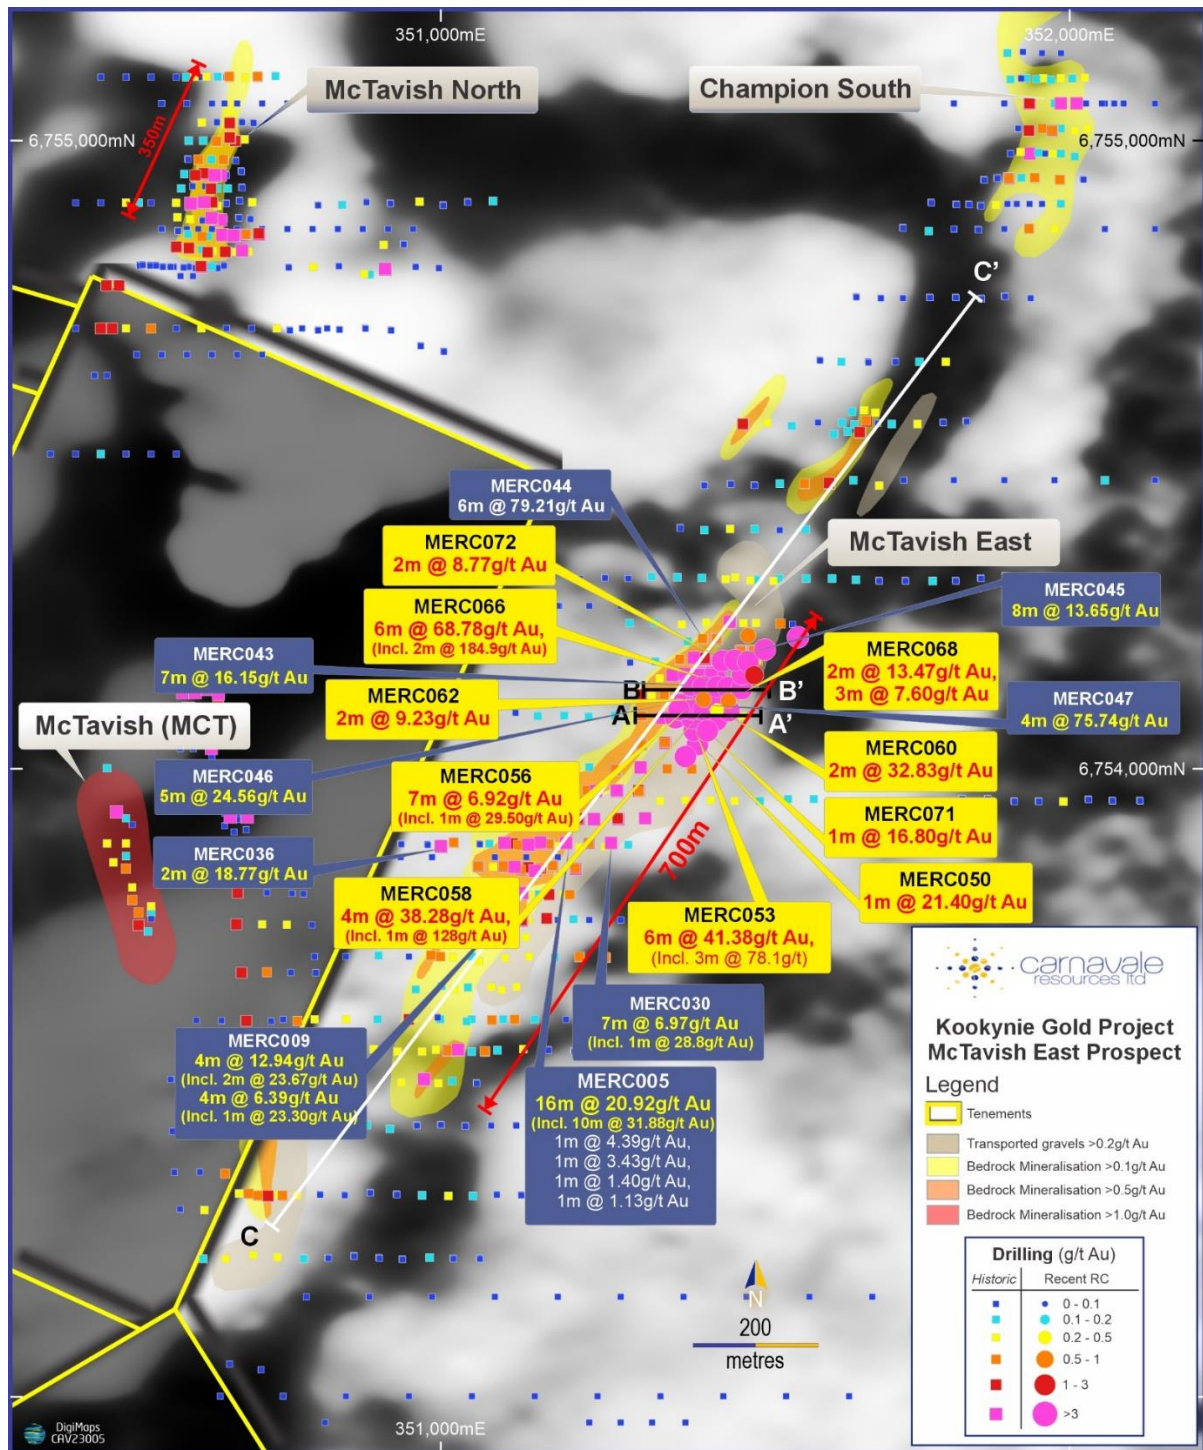 351,000mE
352,000mE
McTavish North
Champion South
350m
6,755,000mN
6,755,000mN
C'
MERC044
6m @ 79.21g/t Au
McTavish East
MERC072
2m @ 8.77g/t Au
MERC045
8m @ 13.65g/t Au
MERC066
6m @ 68.78g/t Au,
(Incl. 2m @ 184.9g/t Au)
MERC043
7m @ 16.15g/t Au
MERC068
2m @ 13.47g/t Au,
3m @ 7.60g/t Au
B
B'
MERC062
2m @ 9.23g/t Au
MERC047
4m @ 75.74g/t Au
A
A'
McTavish (MCT)
MERC046
5m @ 24.56g/t Au
MERC060
2m @ 32.83g/t Au
6,754,000mN
MERC056
7m @ 6.92g/t Au
(Incl. 1m @ 29.50g/t Au)
MERC071
1m @ 16.80g/t Au
700m
MERC036
2m @ 18.77g/t Au
MERC050
1m @ 21.40g/t Au
MERC058
4m @ 38.28g/t Au,
(Incl. 1m @ 128g/t Au)
MERC053
6m @ 41.38g/t Au,
(Incl. 3m @ 78.1g/t)
MERC030
7m @ 6.97g/t Au
(Incl. 1m @ 28.8g/t Au)
MERC009
4m @ 12.94g/t Au
(Incl. 2m @ 23.67g/t Au)
4m @ 6.39g/t Au
(Incl. 1m @ 23.30g/t Au)
MERC005
16m @ 20.92g/t Au
(Incl. 10m @ 31.88g/t Au)
1m @ 4.39g/t Au,
1m @ 3.43g/t Au,
1m @ 1.40g/t Au,
1m @ 1.13g/t Au
C
N
200
metres
351,000mE
DigiMaps
CAV23005
carnavale
resources ltd
Kookynie Gold Project
McTavish East Prospect
Legend
Tenements
Transported gravels >0.2g/t Au
Bedrock Mineralisation >0.1g/t Au
Bedrock Mineralisation >0.5g/t Au
Bedrock Mineralisation >1.0g/t Au
Drilling (g/t Au)
Historic Recent RC
0 - 0.1
0.1 - 0.2
0.2 - 0.5
0.5 - 1
1 - 3
>3